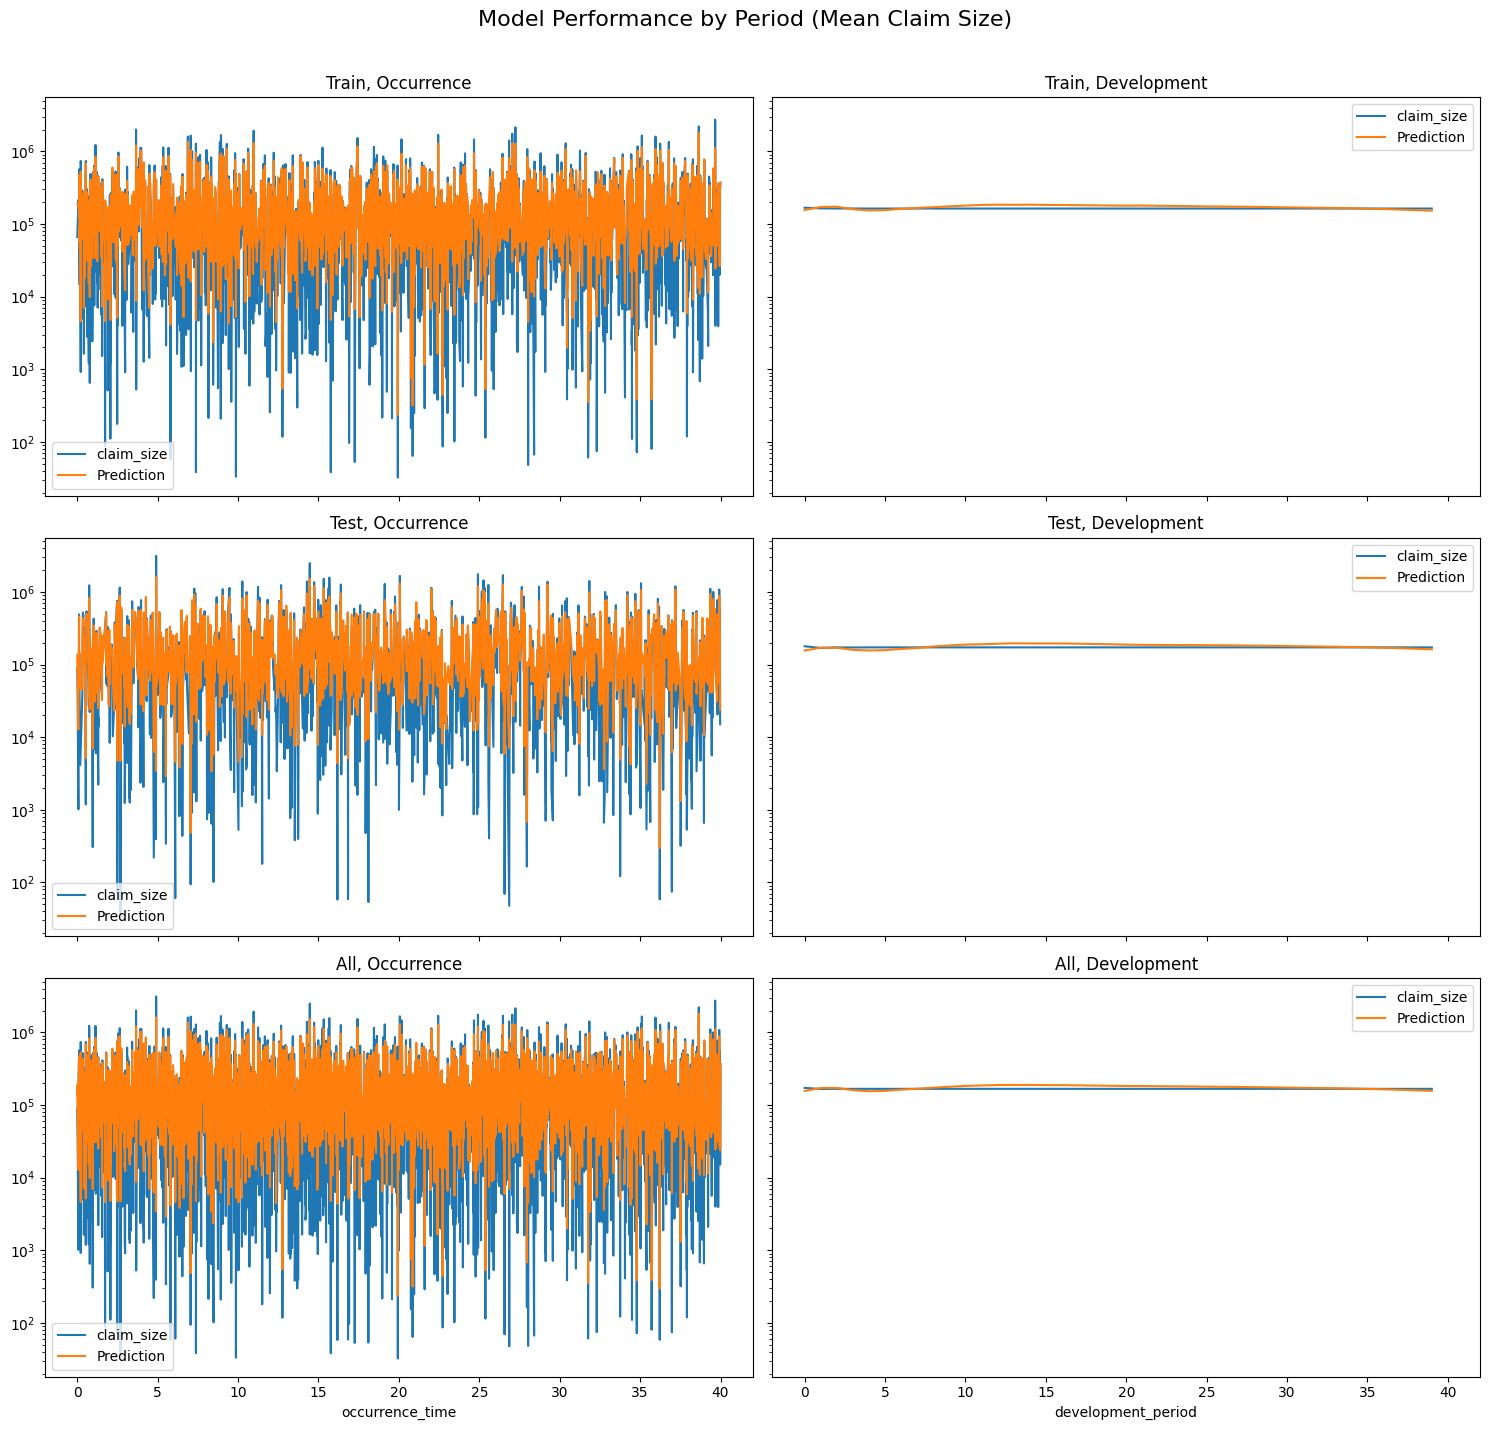 Model Performance by Period (Mean Claim Size)
Train, Occurrence
10^6
10^5
10^4
10^3
10^2
claim_size
Prediction
Train, Development
claim_size
Prediction
Test, Occurrence
10^6
10^5
10^4
10^3
10^2
claim_size
Prediction
Test, Development
claim_size
Prediction
All, Occurrence
10^6
10^5
10^4
10^3
10^2
claim_size
Prediction
0 5 10 15 20 25 30 35 40
occurrence_time
All, Development
claim_size
Prediction
0 5 10 15 20 25 30 35 40
development_period